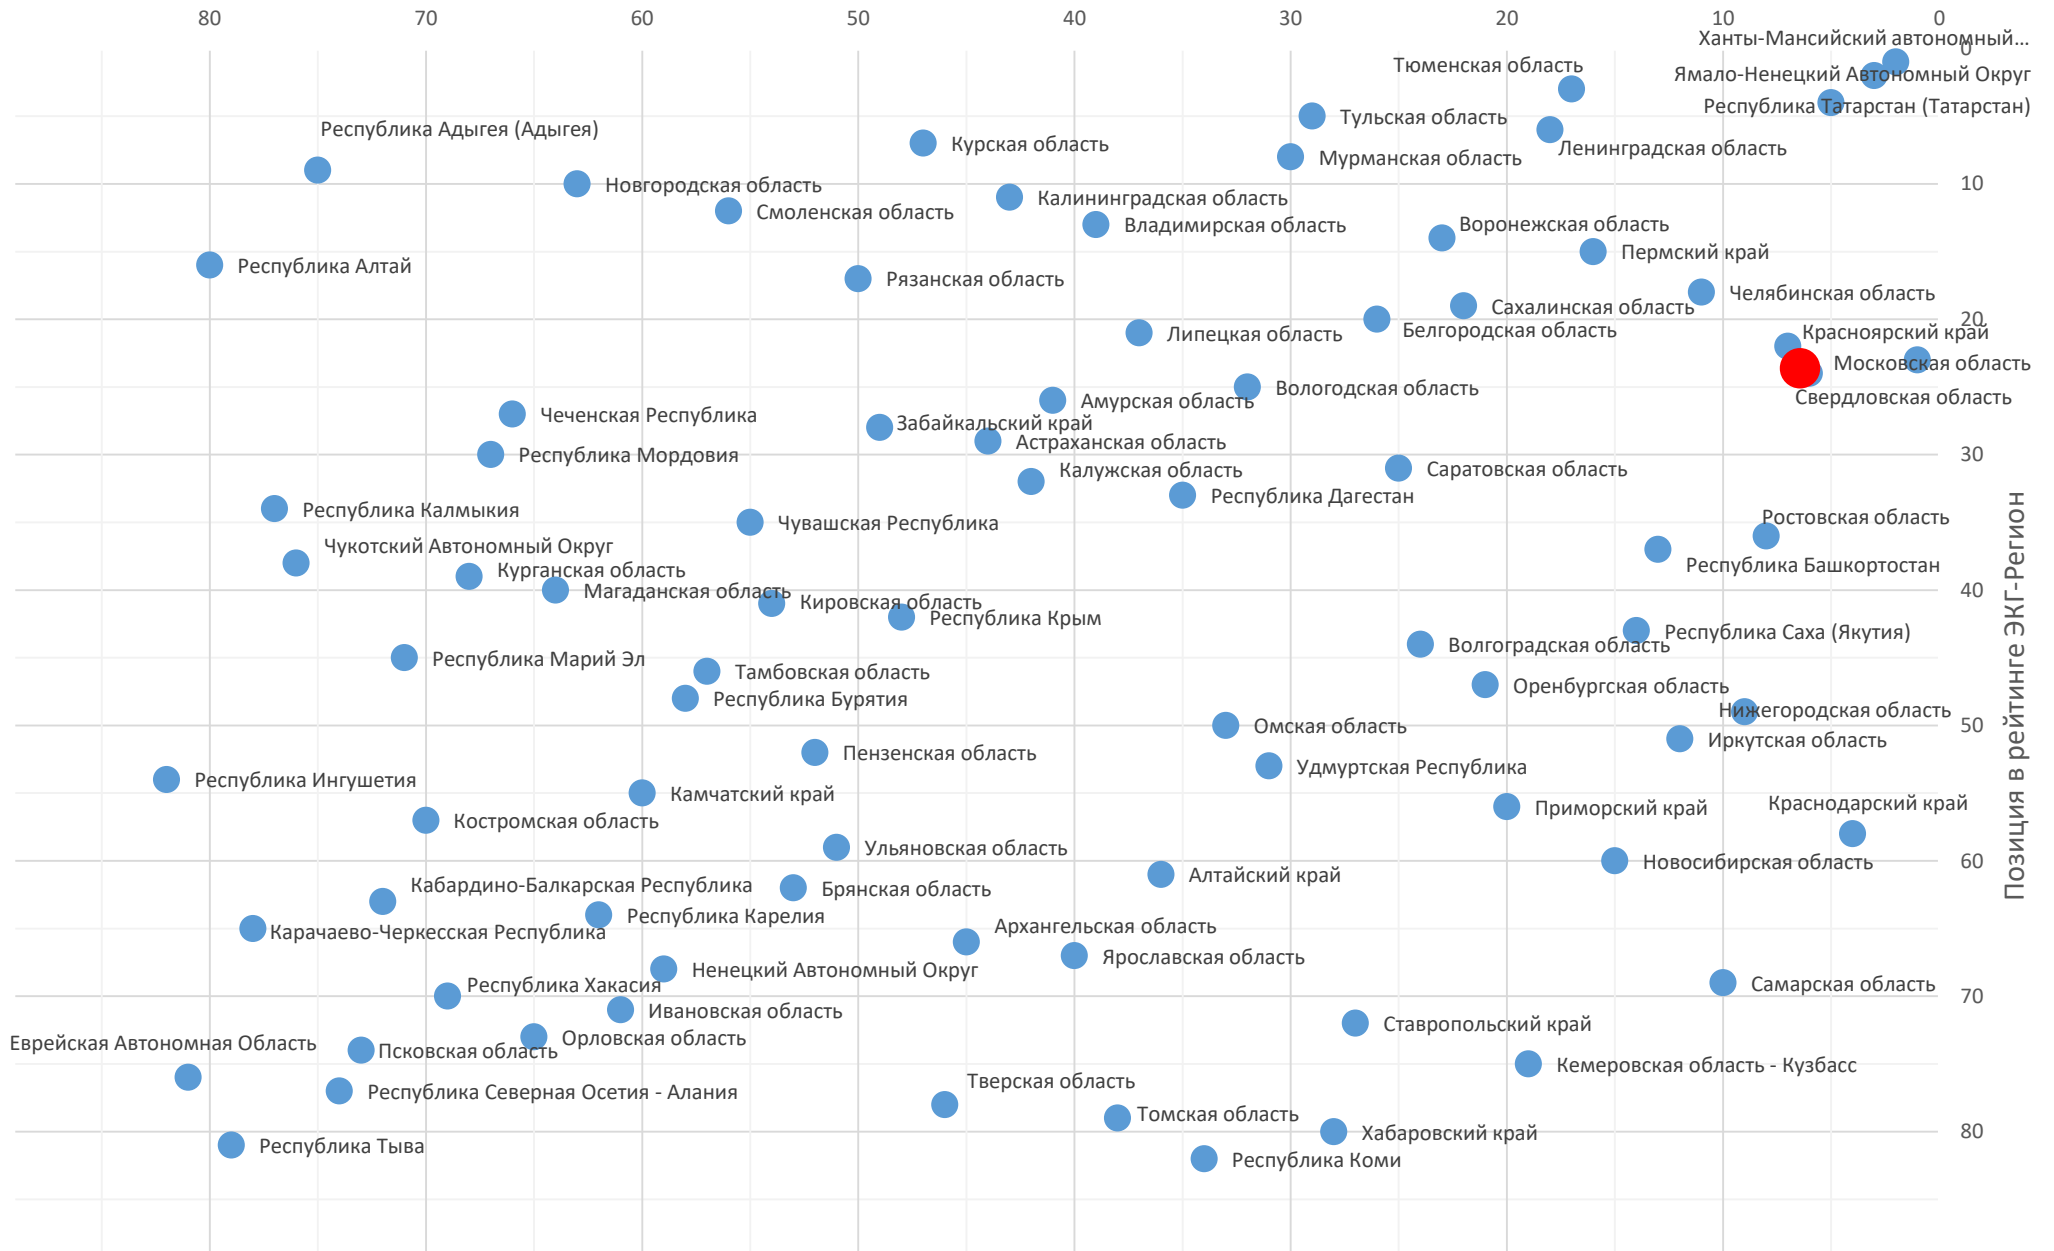 80 70 60 50 40 30 20 10 0
Ханты-Мансийский автономный...
0
Тюменская область
Ямало-Ненецкий Автономный Округ
Республика Татарстан (Татарстан)
Тульская область
Республика Адыгея (Адыгея)
Курская область
Ленинградская область
Мурманская область
10
Новгородская область
Калининградская область
Смоленская область
Владимирская область
Воронежская область
Пермский край
Республика Алтай
Рязанская область
Челябинская область
Сахалинская область
20
Белгородская область
Красноярский край
Липецкая область
Московская область
Вологодская область
Свердловская область
Амурская область
Чеченская Республика
Забайкальский край
Астраханская область
30
Республика Мордовия
Калужская область
Саратовская область
Республика Дагестан
Республика Калмыкия
Ростовская область
Чувашская Республика
Чукотский Автономный Округ
Республика Башкортостан
Курганская область
40
Магаданская область
Кировская область
Республика Крым
Республика Саха (Якутия)
Волгоградская область
Республика Марий Эл
Тамбовская область
Оренбургская область
Республика Бурятия
Нижегородская область
50
Омская область
Иркутская область
Пензенская область
Удмуртская Республика
Республика Ингушетия
Камчатский край
Краснодарский край
Приморский край
Костромская область
Ульяновская область
60
Новосибирская область
Алтайский край
Кабардино-Балкарская Республика
Брянская область
Республика Карелия
Архангельская область
Карачаево-Черкесская Республика
Ярославская область
Ненецкий Автономный Округ
Республика Хакасия
Самарская область
70
Ивановская область
Ставропольский край
Орловская область
Еврейская Автономная Область
Псковская область
Кемеровская область - Кузбасс
Тверская область
Республика Северная Осетия - Алания
Томская область
80
Хабаровский край
Республика Тыва
Республика Коми
Позиция в рейтинге ЭКГ-Регион